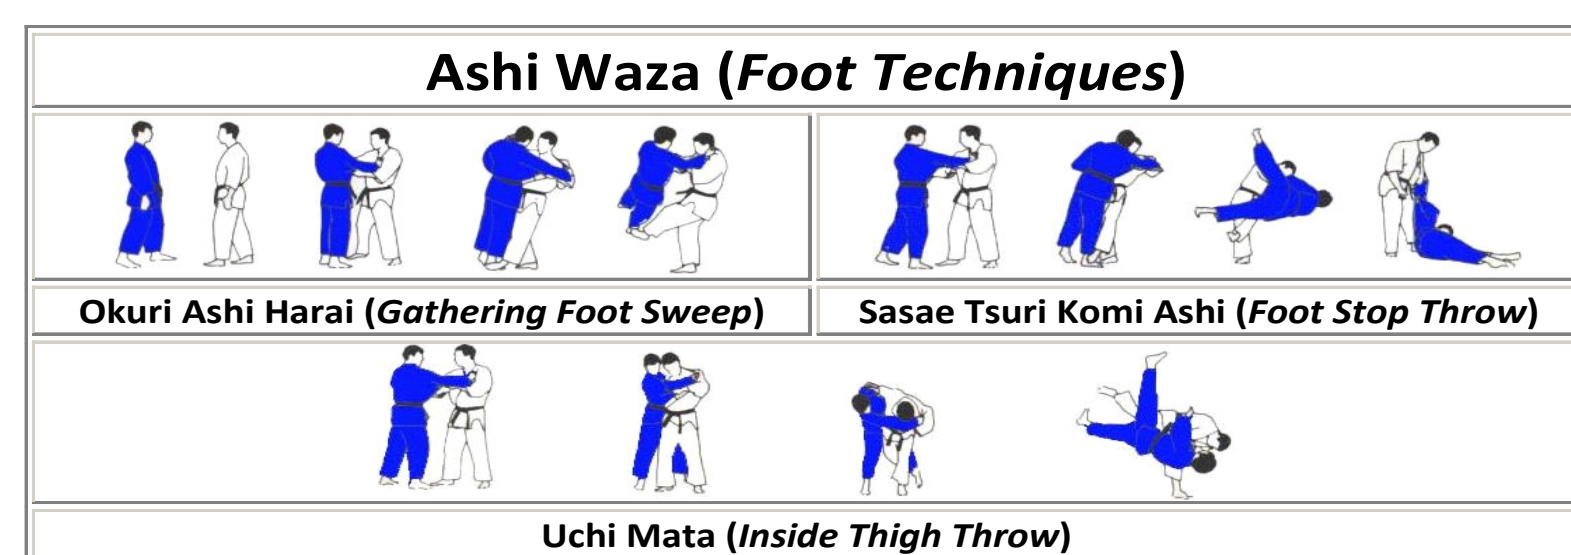 Ashi Waza (Foot Techniques)
Okuri Ashi Harai (Gathering Foot Sweep)
Sasae Tsuri Komi Ashi (Foot Stop Throw)
Uchi Mata (Inside Thigh Throw)